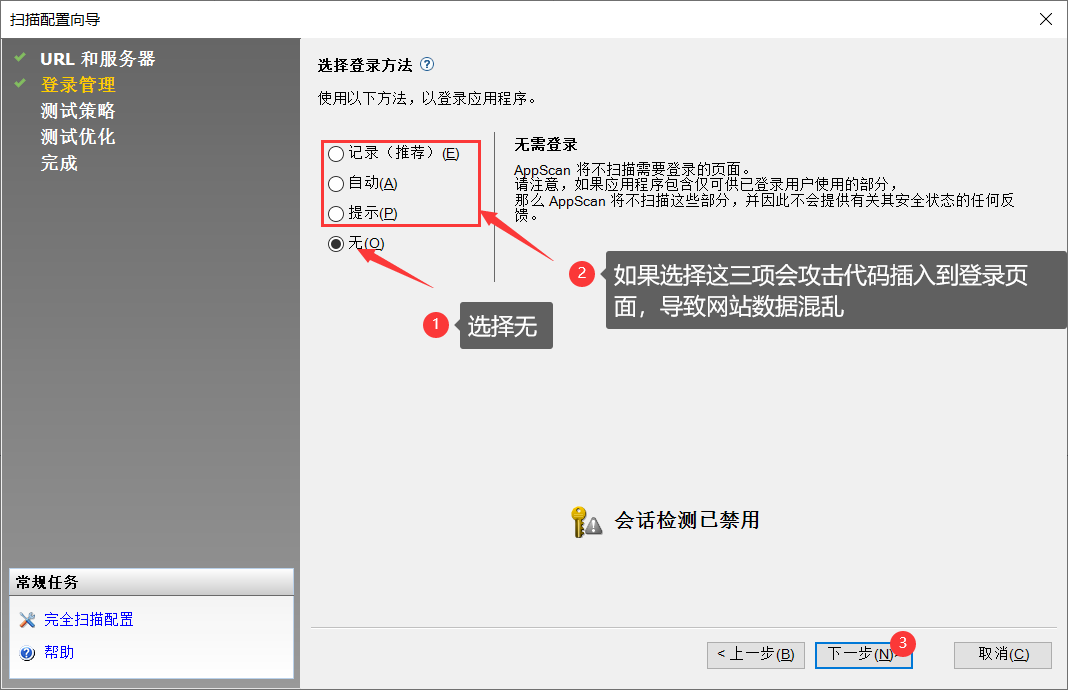 扫描配置向导
URL 和服务器
登录管理
测试策略
测试优化
完成
选择登录方法
使用以下方法，以登录应用程序。
记录（推荐）(E)
自动(A)
提示(P)
无(O)
无需登录
AppScan 将不扫描需要登录的页面。
请注意，如果应用程序包含仅可供已登录用户使用的部分，
那么 AppScan 将不扫描这些部分，并因此不会提供有关其安全状态的任何反
馈。
2
如果选择这三项会攻击代码插入到登录页
面，导致网站数据混乱
1
选择无
会话检测已禁用
常规任务
完全扫描配置
帮助
< 上一步(B)
下一步(N)>
3
取消(C)